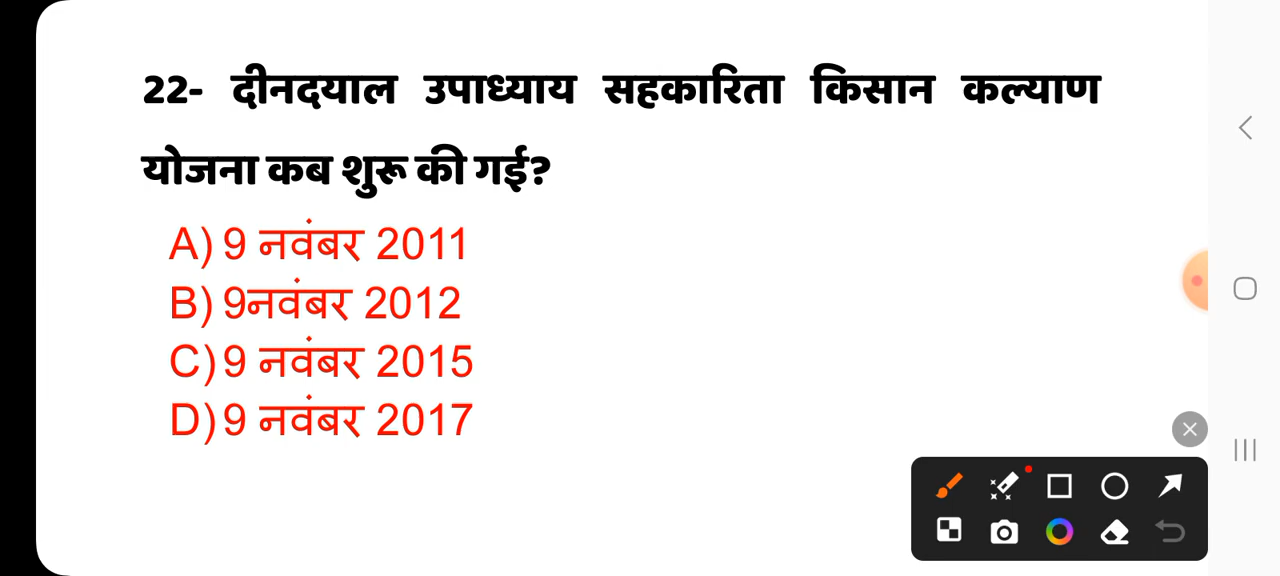 22- दीनदयाल उपाध्याय सहकारिता किसान कल्याण
योजना कब शुरू की गई?
A) 9 नवंबर 2011
B) 9नवंबर 2012
C) 9 नवंबर 2015
D) 9 नवंबर 2017